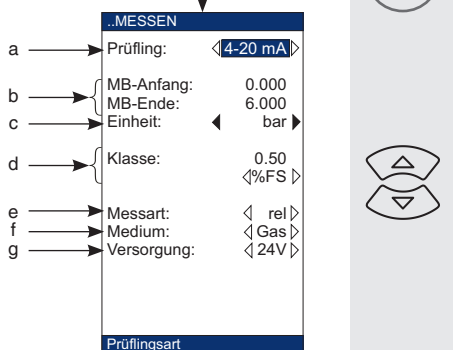 ..MESSEN
a Prüfling: 4-20 mA
b MB-Anfang: 0.000
MB-Ende: 6.000
c Einheit: bar
d Klasse: 0.50
%FS
e Messart: rel
f Medium: Gas
g Versorgung: 24V
Prüflingsart